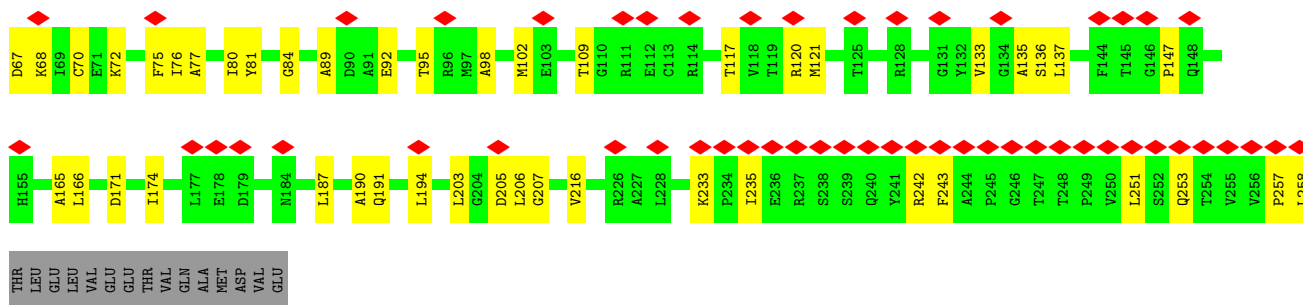 D67 K68 I69 C70 E71 K72 F75 I76 A77 I80 Y81 G84 A89 D90 A91 E92 T95 R96 M97 A98 M102 E103 T109 G110 R111 E112 C113 R114 T117 V118 T119 R120 M121 T125 R128 G131 Y132 V133 G134 A135 S136 L137 F144 T145 G146 P147 Q148
H155 A165 L166 D171 I174 L177 E178 D179 N184 L187 A190 Q191 L194 L203 G204 D205 L206 G207 V216 R226 A227 L228 K233 P234 I235 E236 R237 S238 S239 Q240 Y241 R242 F243 A244 P245 G246 T247 T248 P249 V250 L251 S252 Q253 T254 V255 V256 P257 L258
THR LEU GLU LEU VAL GLU GLU THR VAL GLN ALA MET ASP VAL GLU